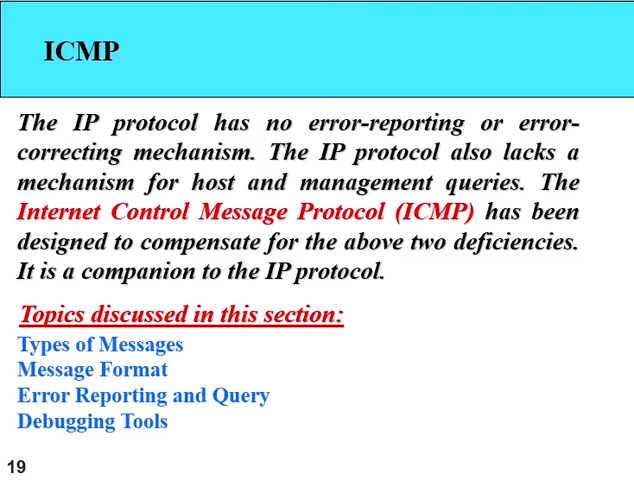 ICMP
The IP protocol has no error-reporting or error-
correcting mechanism. The IP protocol also lacks a
mechanism for host and management queries. The
Internet Control Message Protocol (ICMP) has been
designed to compensate for the above two deficiencies.
It is a companion to the IP protocol.
Topics discussed in this section:
Types of Messages
Message Format
Error Reporting and Query
Debugging Tools
19